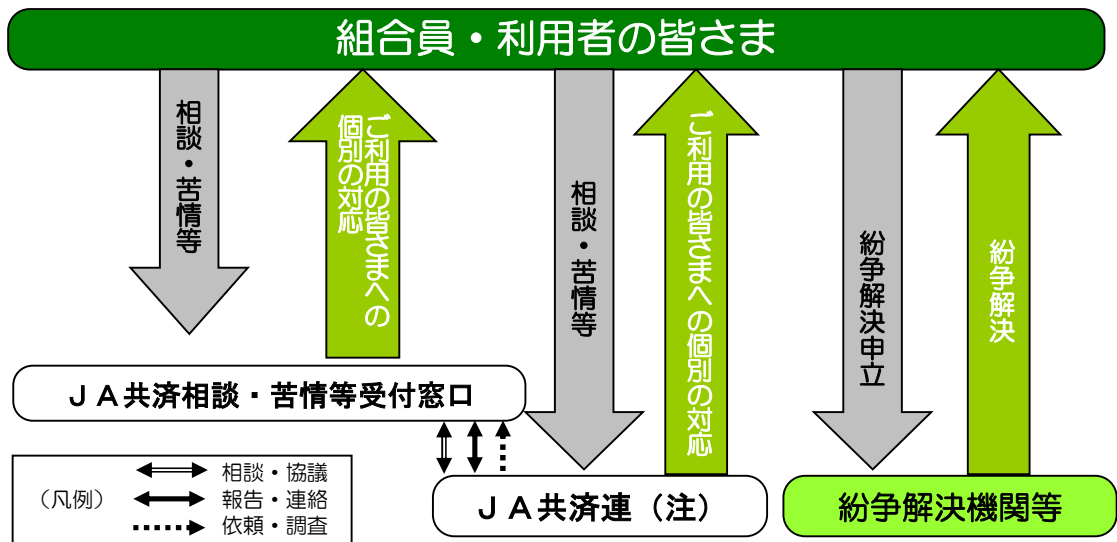 組合員・利用者の皆さま
相談・苦情等
ご利用の皆さまへの
個別の対応
相談・苦情等
ご利用の皆さまへの個別の対応
紛争解決申立
紛争解決
ＪＡ共済相談・苦情等受付窓口
（凡例）
相談・協議
報告・連絡
依頼・調査
ＪＡ共済連（注）
紛争解決機関等